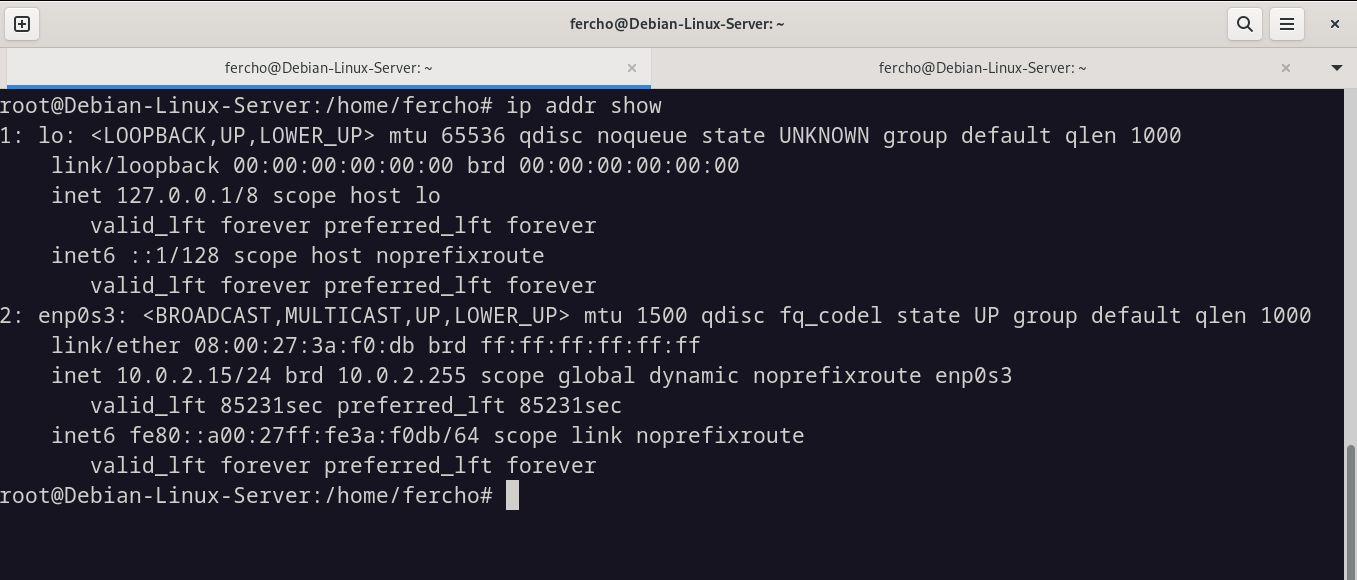 fercho@Debian-Linux-Server: ~
fercho@Debian-Linux-Server: ~
fercho@Debian-Linux-Server: ~
root@Debian-Linux-Server:/home/fercho# ip addr show
1: lo: <LOOPBACK,UP,LOWER_UP> mtu 65536 qdisc noqueue state UNKNOWN group default qlen 1000
    link/loopback 00:00:00:00:00:00 brd 00:00:00:00:00:00
    inet 127.0.0.1/8 scope host lo
       valid_lft forever preferred_lft forever
    inet6 ::1/128 scope host noprefixroute
       valid_lft forever preferred_lft forever
2: enp0s3: <BROADCAST,MULTICAST,UP,LOWER_UP> mtu 1500 qdisc fq_codel state UP group default qlen 1000
    link/ether 08:00:27:3a:f0:db brd ff:ff:ff:ff:ff:ff
    inet 10.0.2.15/24 brd 10.0.2.255 scope global dynamic noprefixroute enp0s3
       valid_lft 85231sec preferred_lft 85231sec
    inet6 fe80::a00:27ff:fe3a:f0db/64 scope link noprefixroute
       valid_lft forever preferred_lft forever
root@Debian-Linux-Server:/home/fercho#